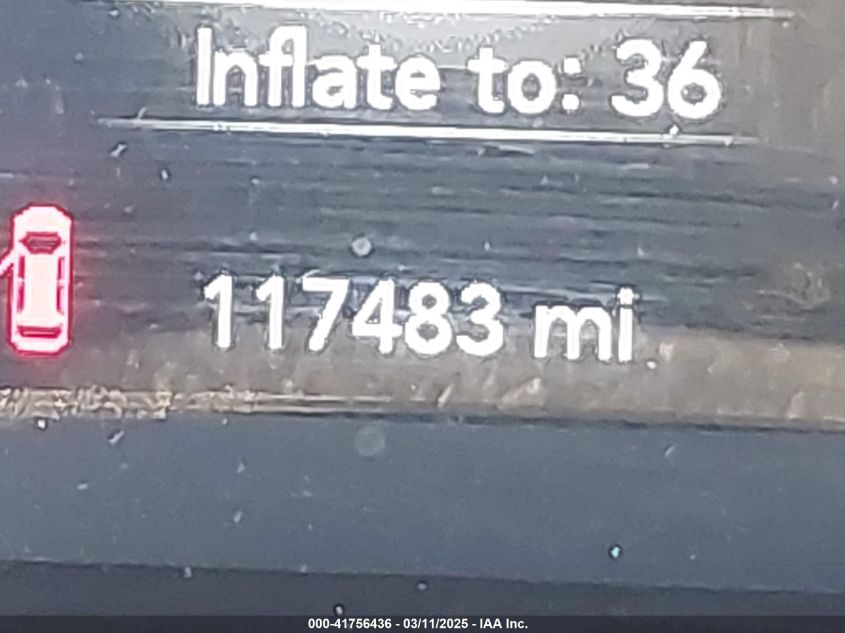 Inflate to: 36
117483 mi
000-41756436 - 03/11/2025 - IAA Inc.